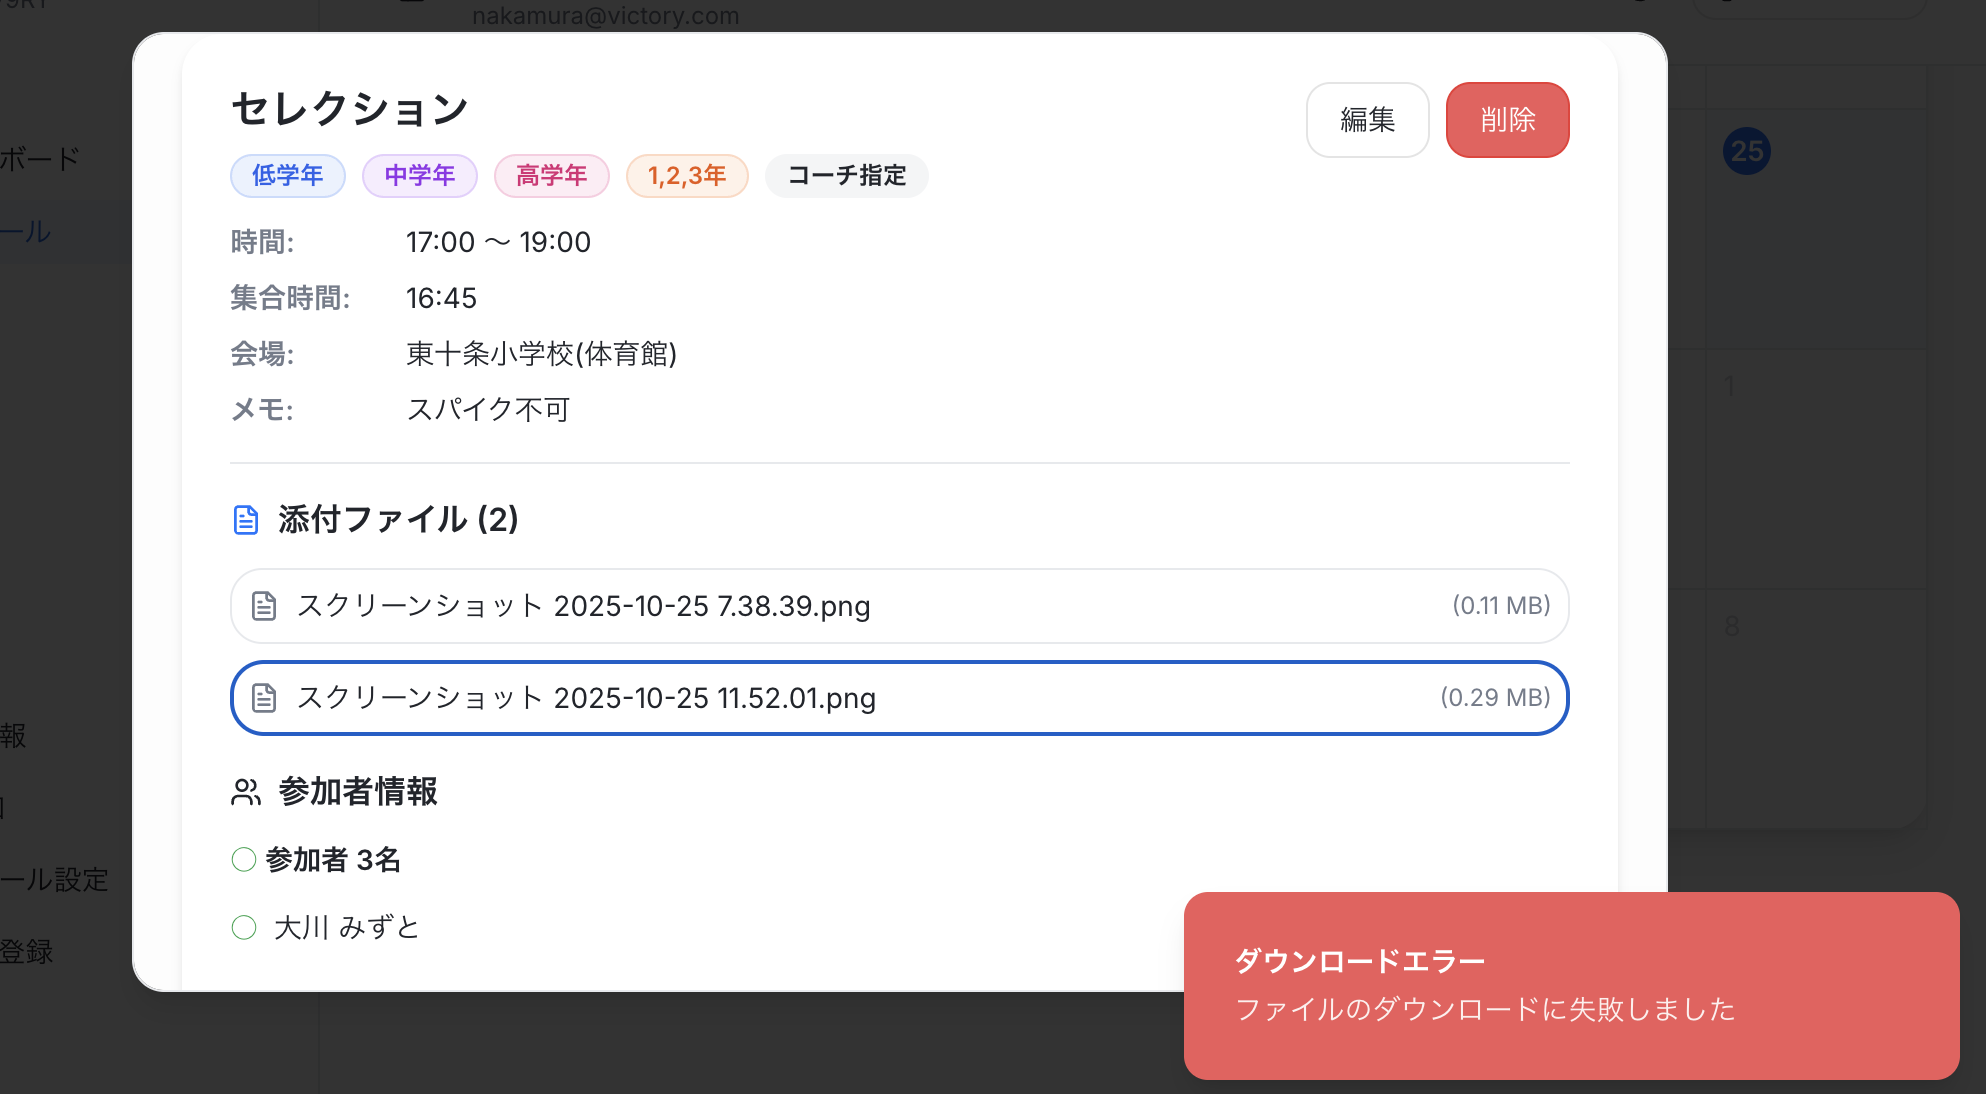 nakamura@victory.com
セレクション
編集
削除
低学年
中学年
高学年
1,2,3年
コーチ指定
時間:
17:00 〜 19:00
集合時間:
16:45
会場:
東十条小学校(体育館)
メモ:
スパイク不可
添付ファイル (2)
スクリーンショット 2025-10-25 7.38.39.png
(0.11 MB)
スクリーンショット 2025-10-25 11.52.01.png
(0.29 MB)
参加者情報
参加者 3名
大川 みずと
ダウンロードエラー
ファイルのダウンロードに失敗しました
ボード
ール
報
ール設定
登録
25
1
8